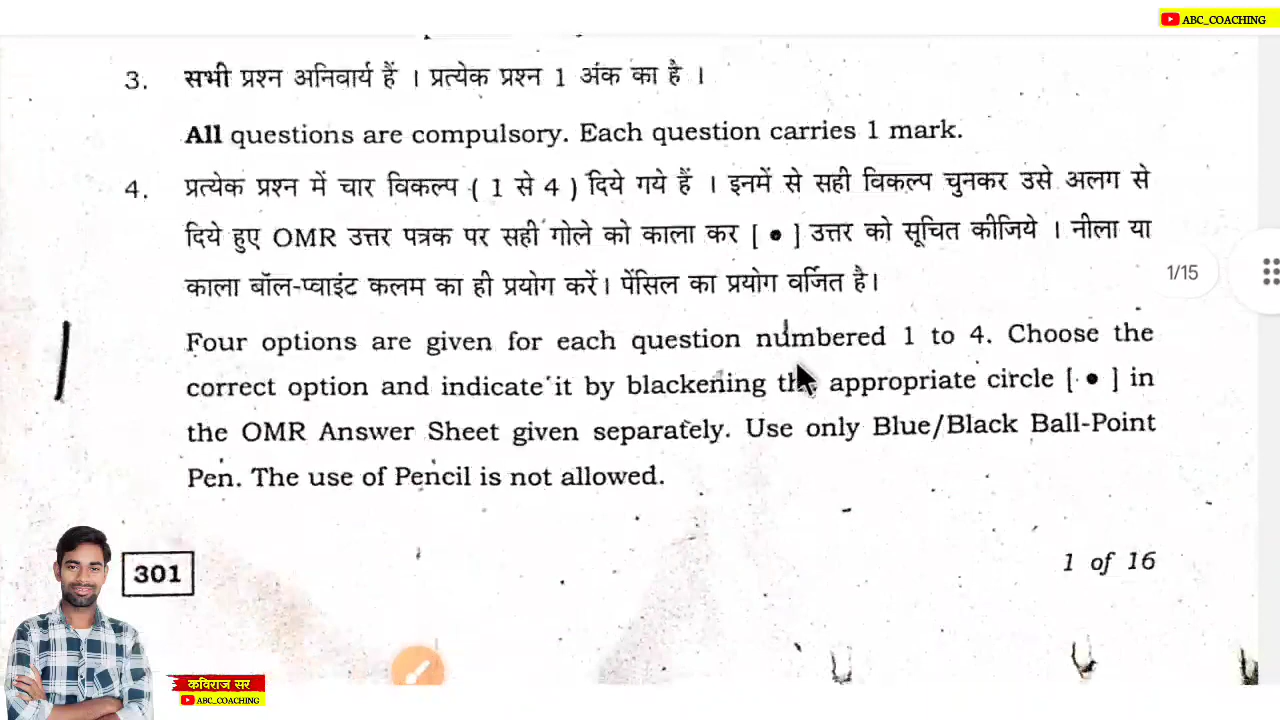 ABC_COACHING
3. सभी प्रश्न अनिवार्य हैं । प्रत्येक प्रश्न 1 अंक का है ।
All questions are compulsory. Each question carries 1 mark.
4. प्रत्येक प्रश्न में चार विकल्प ( 1 से 4 ) दिये गये हैं । इनमें से सही विकल्प चुनकर उसे अलग से
दिये हुए OMR उत्तर पत्रक पर सही गोले को काला कर [ ● ] उत्तर को सूचित कीजिये । नीला या
काला बॉल-प्वाइंट कलम का ही प्रयोग करें। पेंसिल का प्रयोग वर्जित है।
1/15
Four options are given for each question numbered 1 to 4. Choose the
correct option and indicate it by blackening the appropriate circle [ ● ] in
the OMR Answer Sheet given separately. Use only Blue/Black Ball-Point
Pen. The use of Pencil is not allowed.
301
1 of 16
कविराज सर
ABC_COACHING